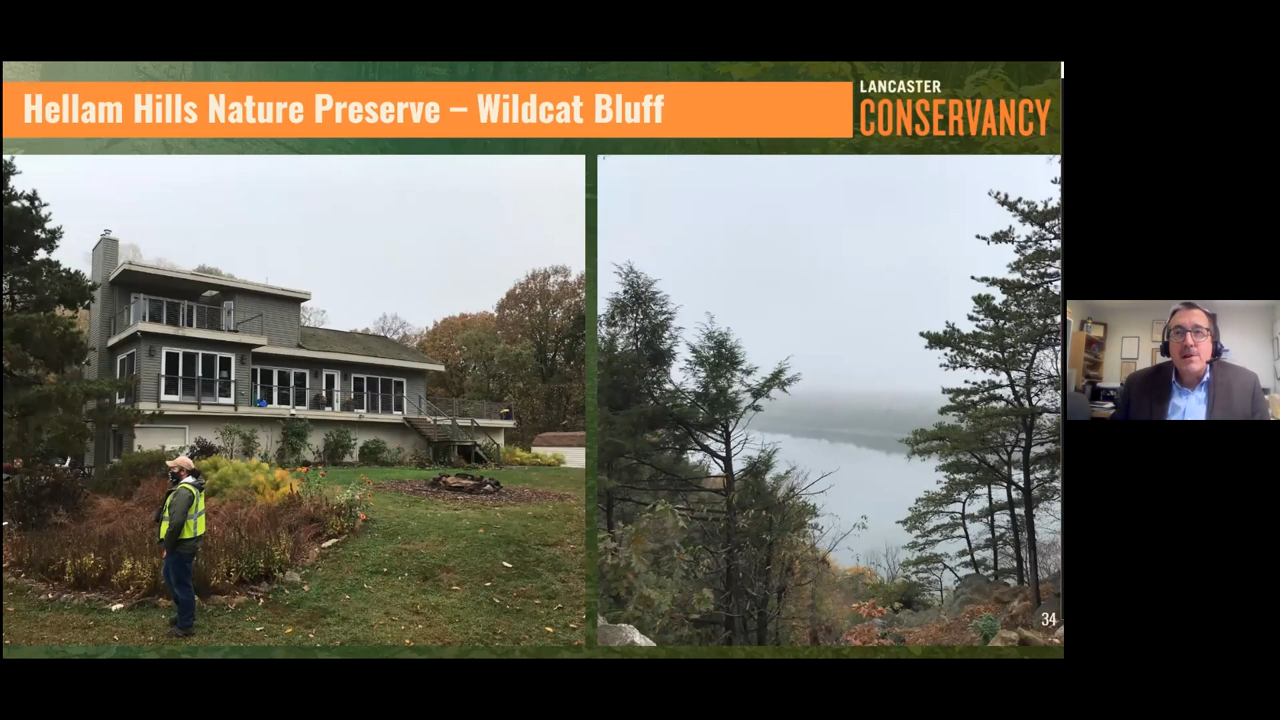 Hellam Hills Nature Preserve – Wildcat Bluff
LANCASTER
CONSERVANCY
34